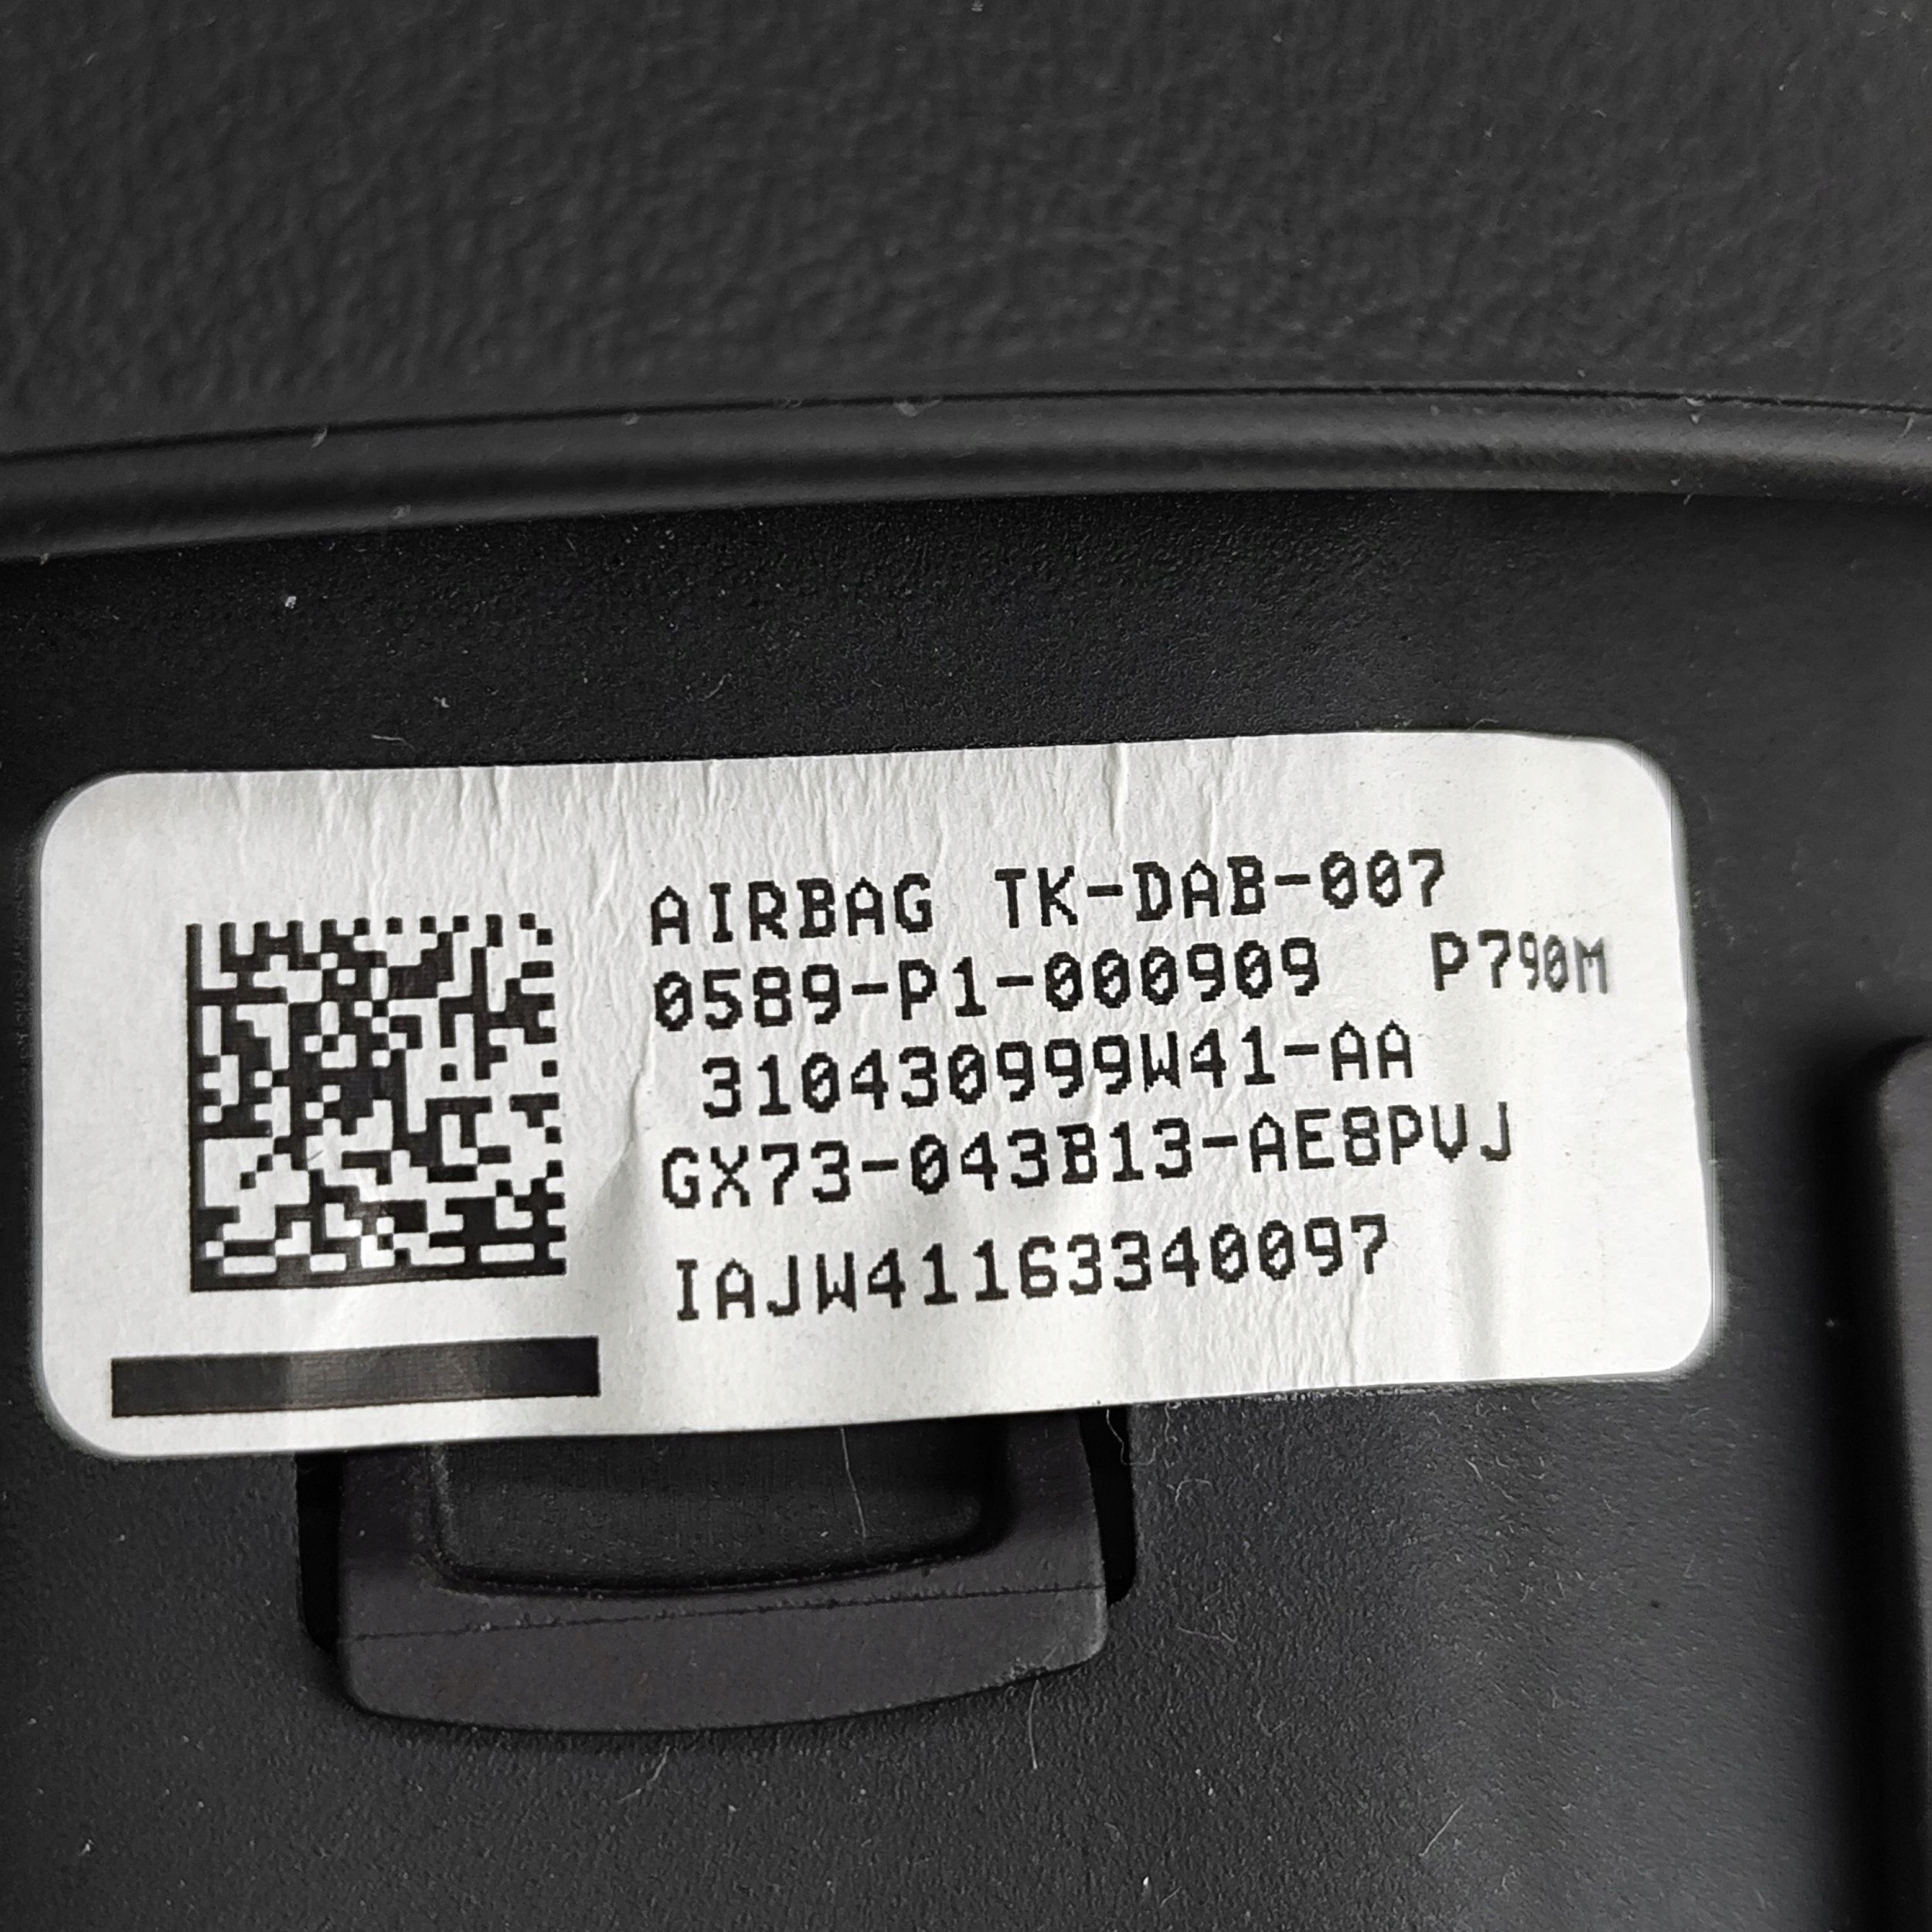 AIRBAG TK-DAB-007
0589-P1-000909 P790M
310430999W41-AA
GX73-043B13-AE8PVJ
IAJW41163340097